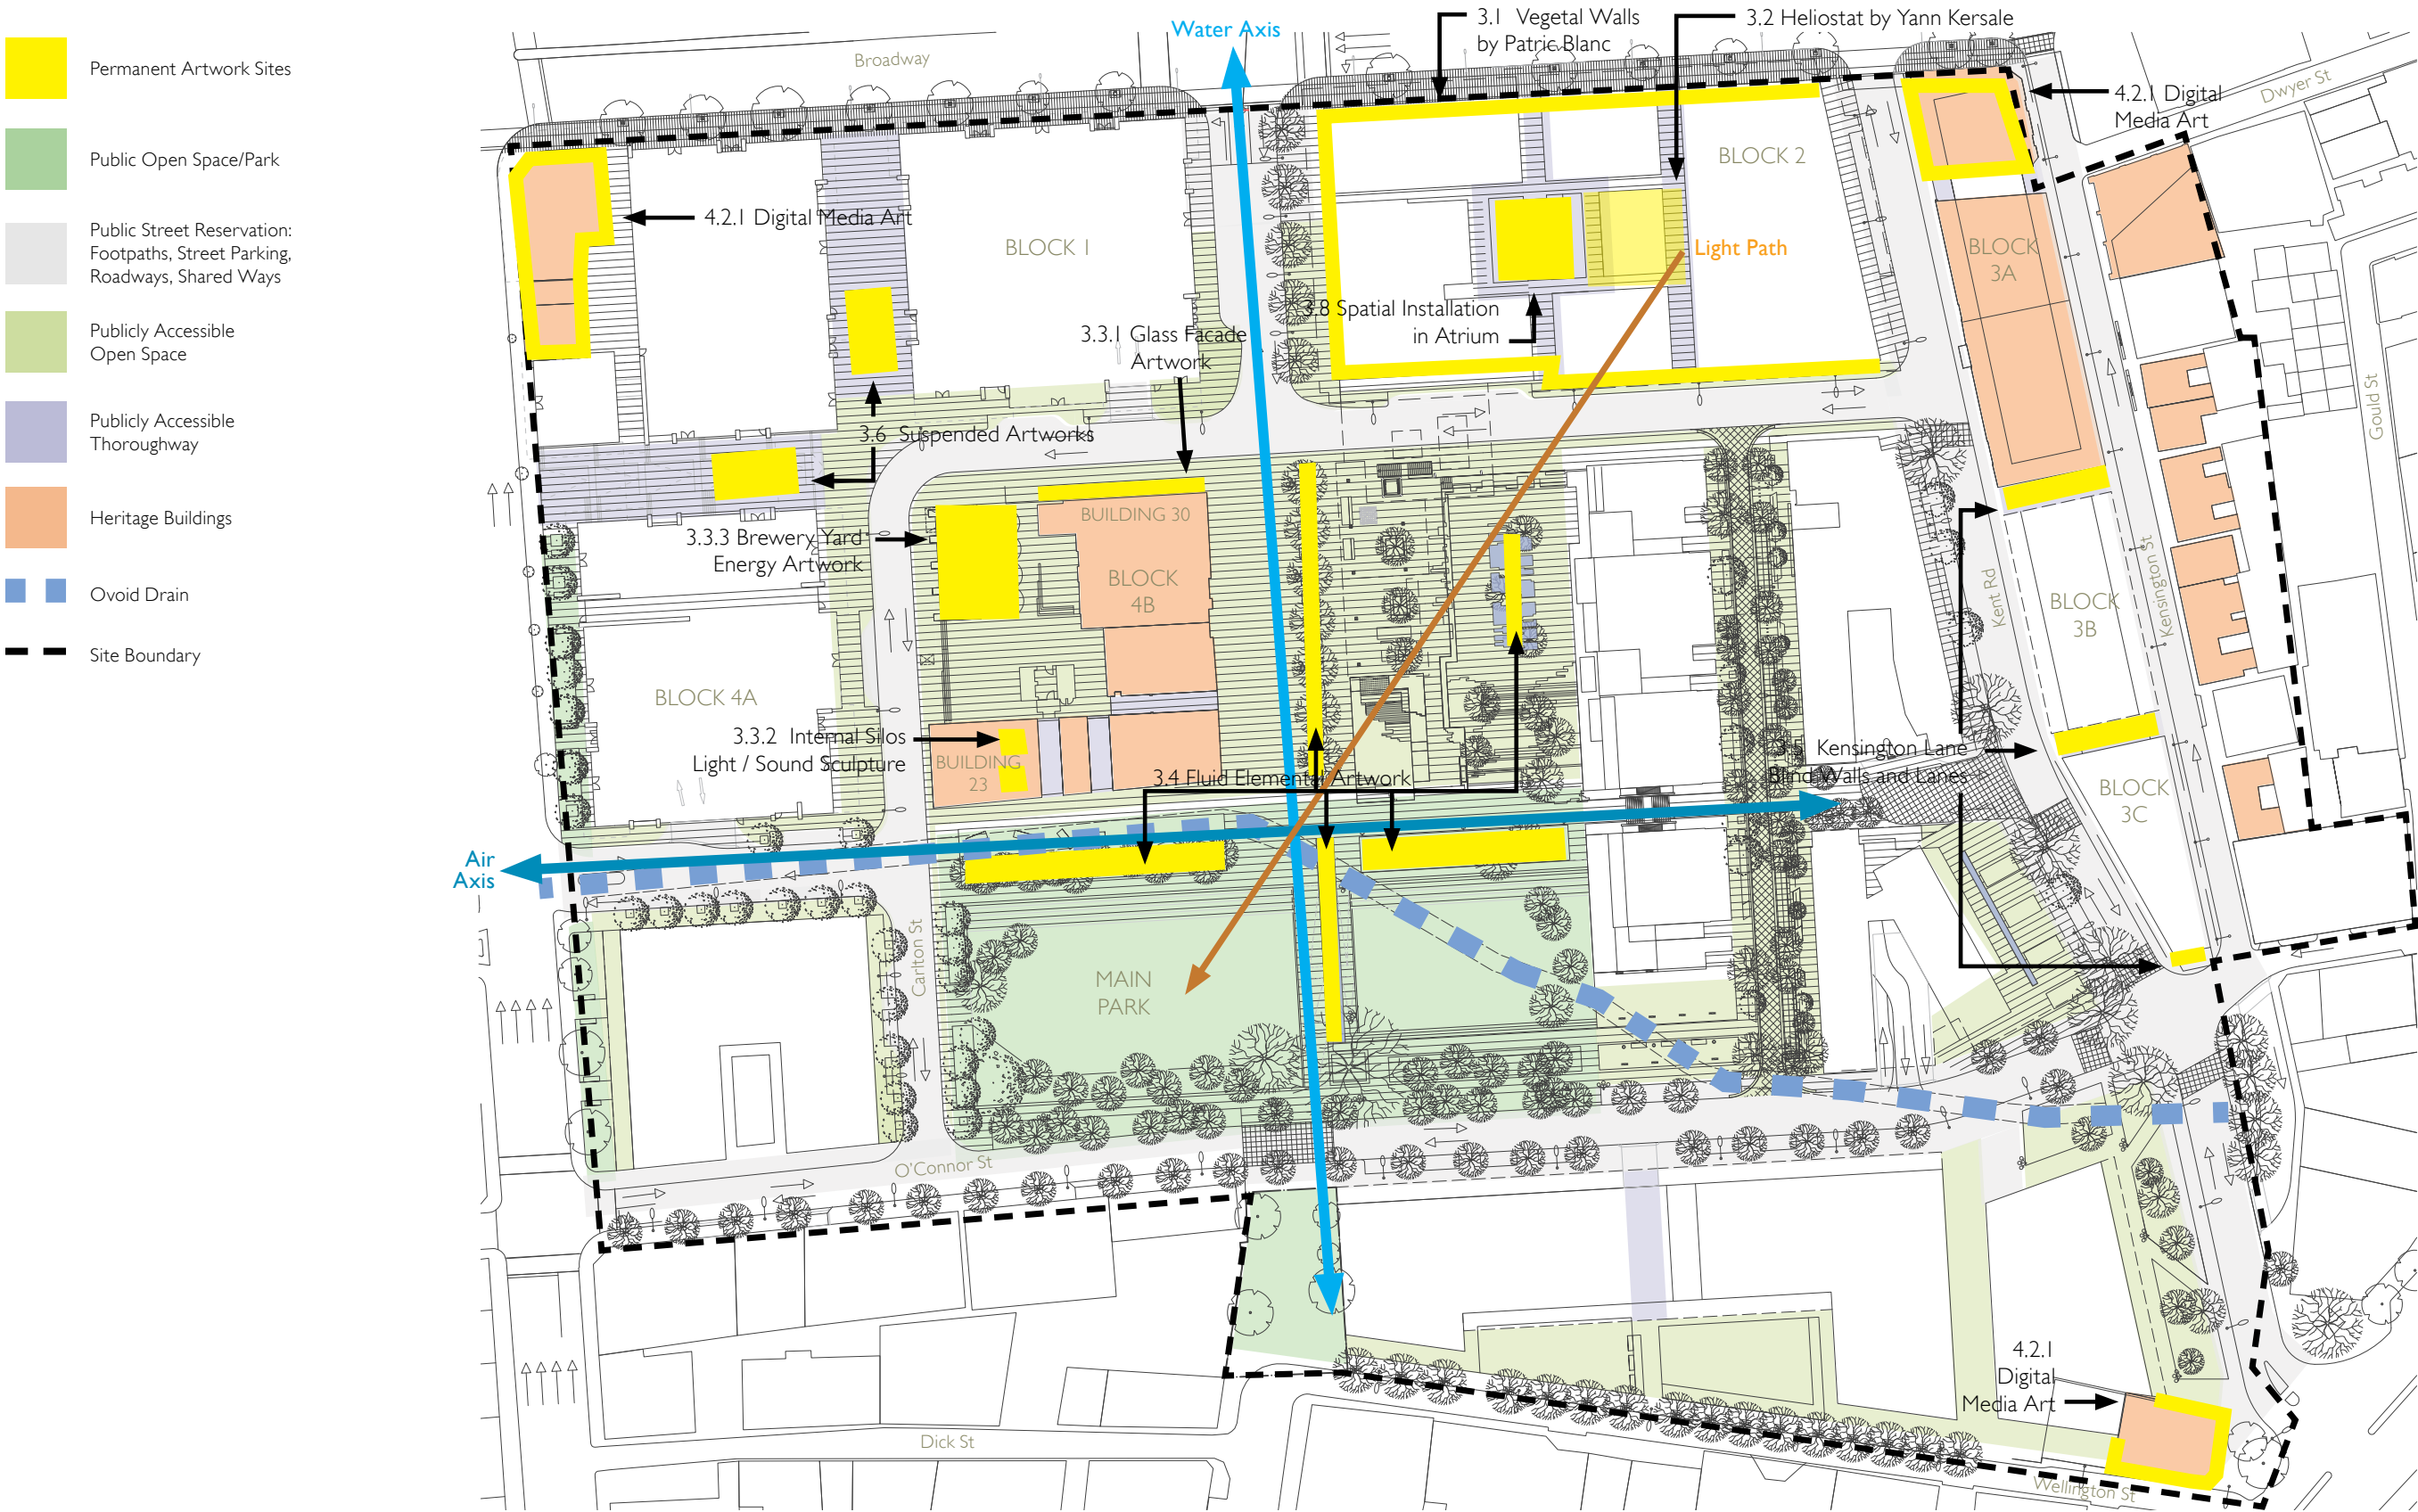 Permanent Artwork Sites
Public Open Space/Park
Public Street Reservation:
Footpaths, Street Parking,
Roadways, Shared Ways
Publicly Accessible
Open Space
Publicly Accessible
Thoroughway
Heritage Buildings
Ovoid Drain
Site Boundary
Water Axis
3.1 Vegetal Walls
by Patric Blanc
3.2 Heliostat by Yann Kersale
Broadway
4.2.1 Digital
Media Art
Dwyer St
BLOCK 2
4.2.1 Digital Media Art
BLOCK 1
Light Path
BLOCK
3A
3.8 Spatial Installation
in Atrium
3.3.1 Glass Facade
Artwork
Gould St
3.6 Suspended Artworks
BUILDING 30
3.3.3 Brewery Yard
Energy Artwork
BLOCK
4B
Kent Rd
Kensington St
BLOCK
3B
BLOCK 4A
3.3.2 Internal Silos
Light / Sound Sculpture
BUILDING
23
3.4 Fluid Elemental Artwork
3.5 Kensington Lane
Blind Walls and Lanes
BLOCK
3C
Air
Axis
Carlton St
MAIN
PARK
O'Connor St
4.2.1
Digital
Media Art
Dick St
Wellington St